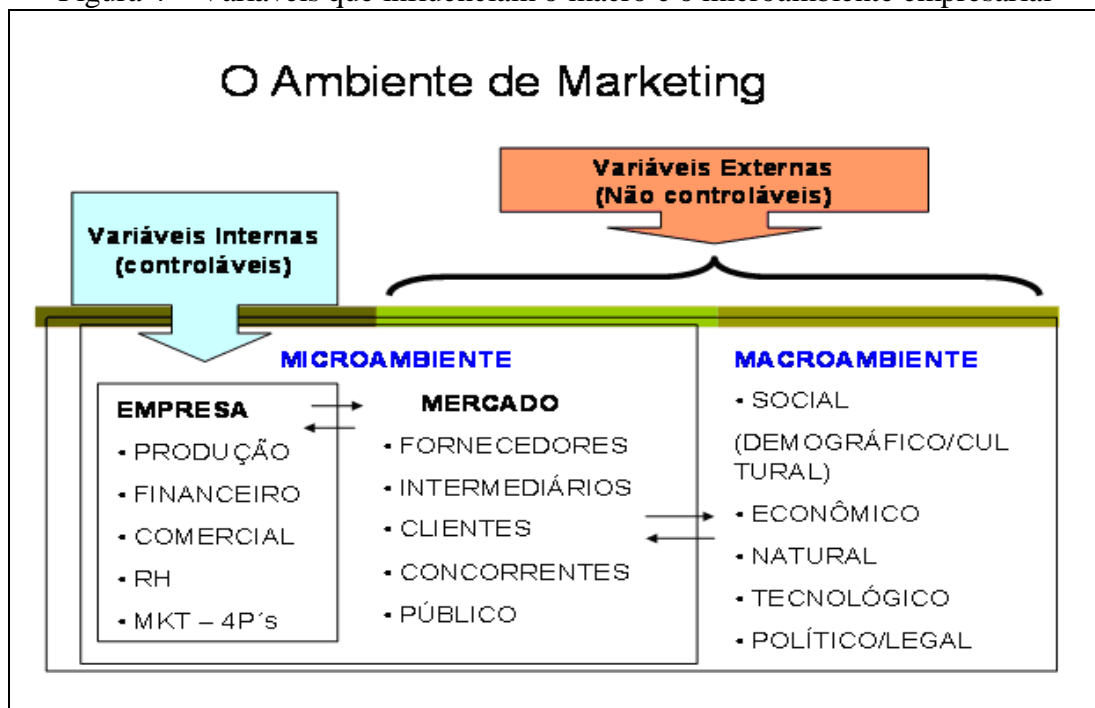 O Ambiente de Marketing
Variáveis Externas
(Não controláveis)
Variáveis Internas
(controláveis)
MICROAMBIENTE
EMPRESA
• PRODUÇÃO
• FINANCEIRO
• COMERCIAL
• RH
• MKT – 4P´s
MERCADO
• FORNECEDORES
• INTERMEDIÁRIOS
• CLIENTES
• CONCORRENTES
• PÚBLICO
MACROAMBIENTE
• SOCIAL
(DEMOGRÁFICO/CUL
TURAL)
• ECONÔMICO
• NATURAL
• TECNOLÓGICO
• POLÍTICO/LEGAL